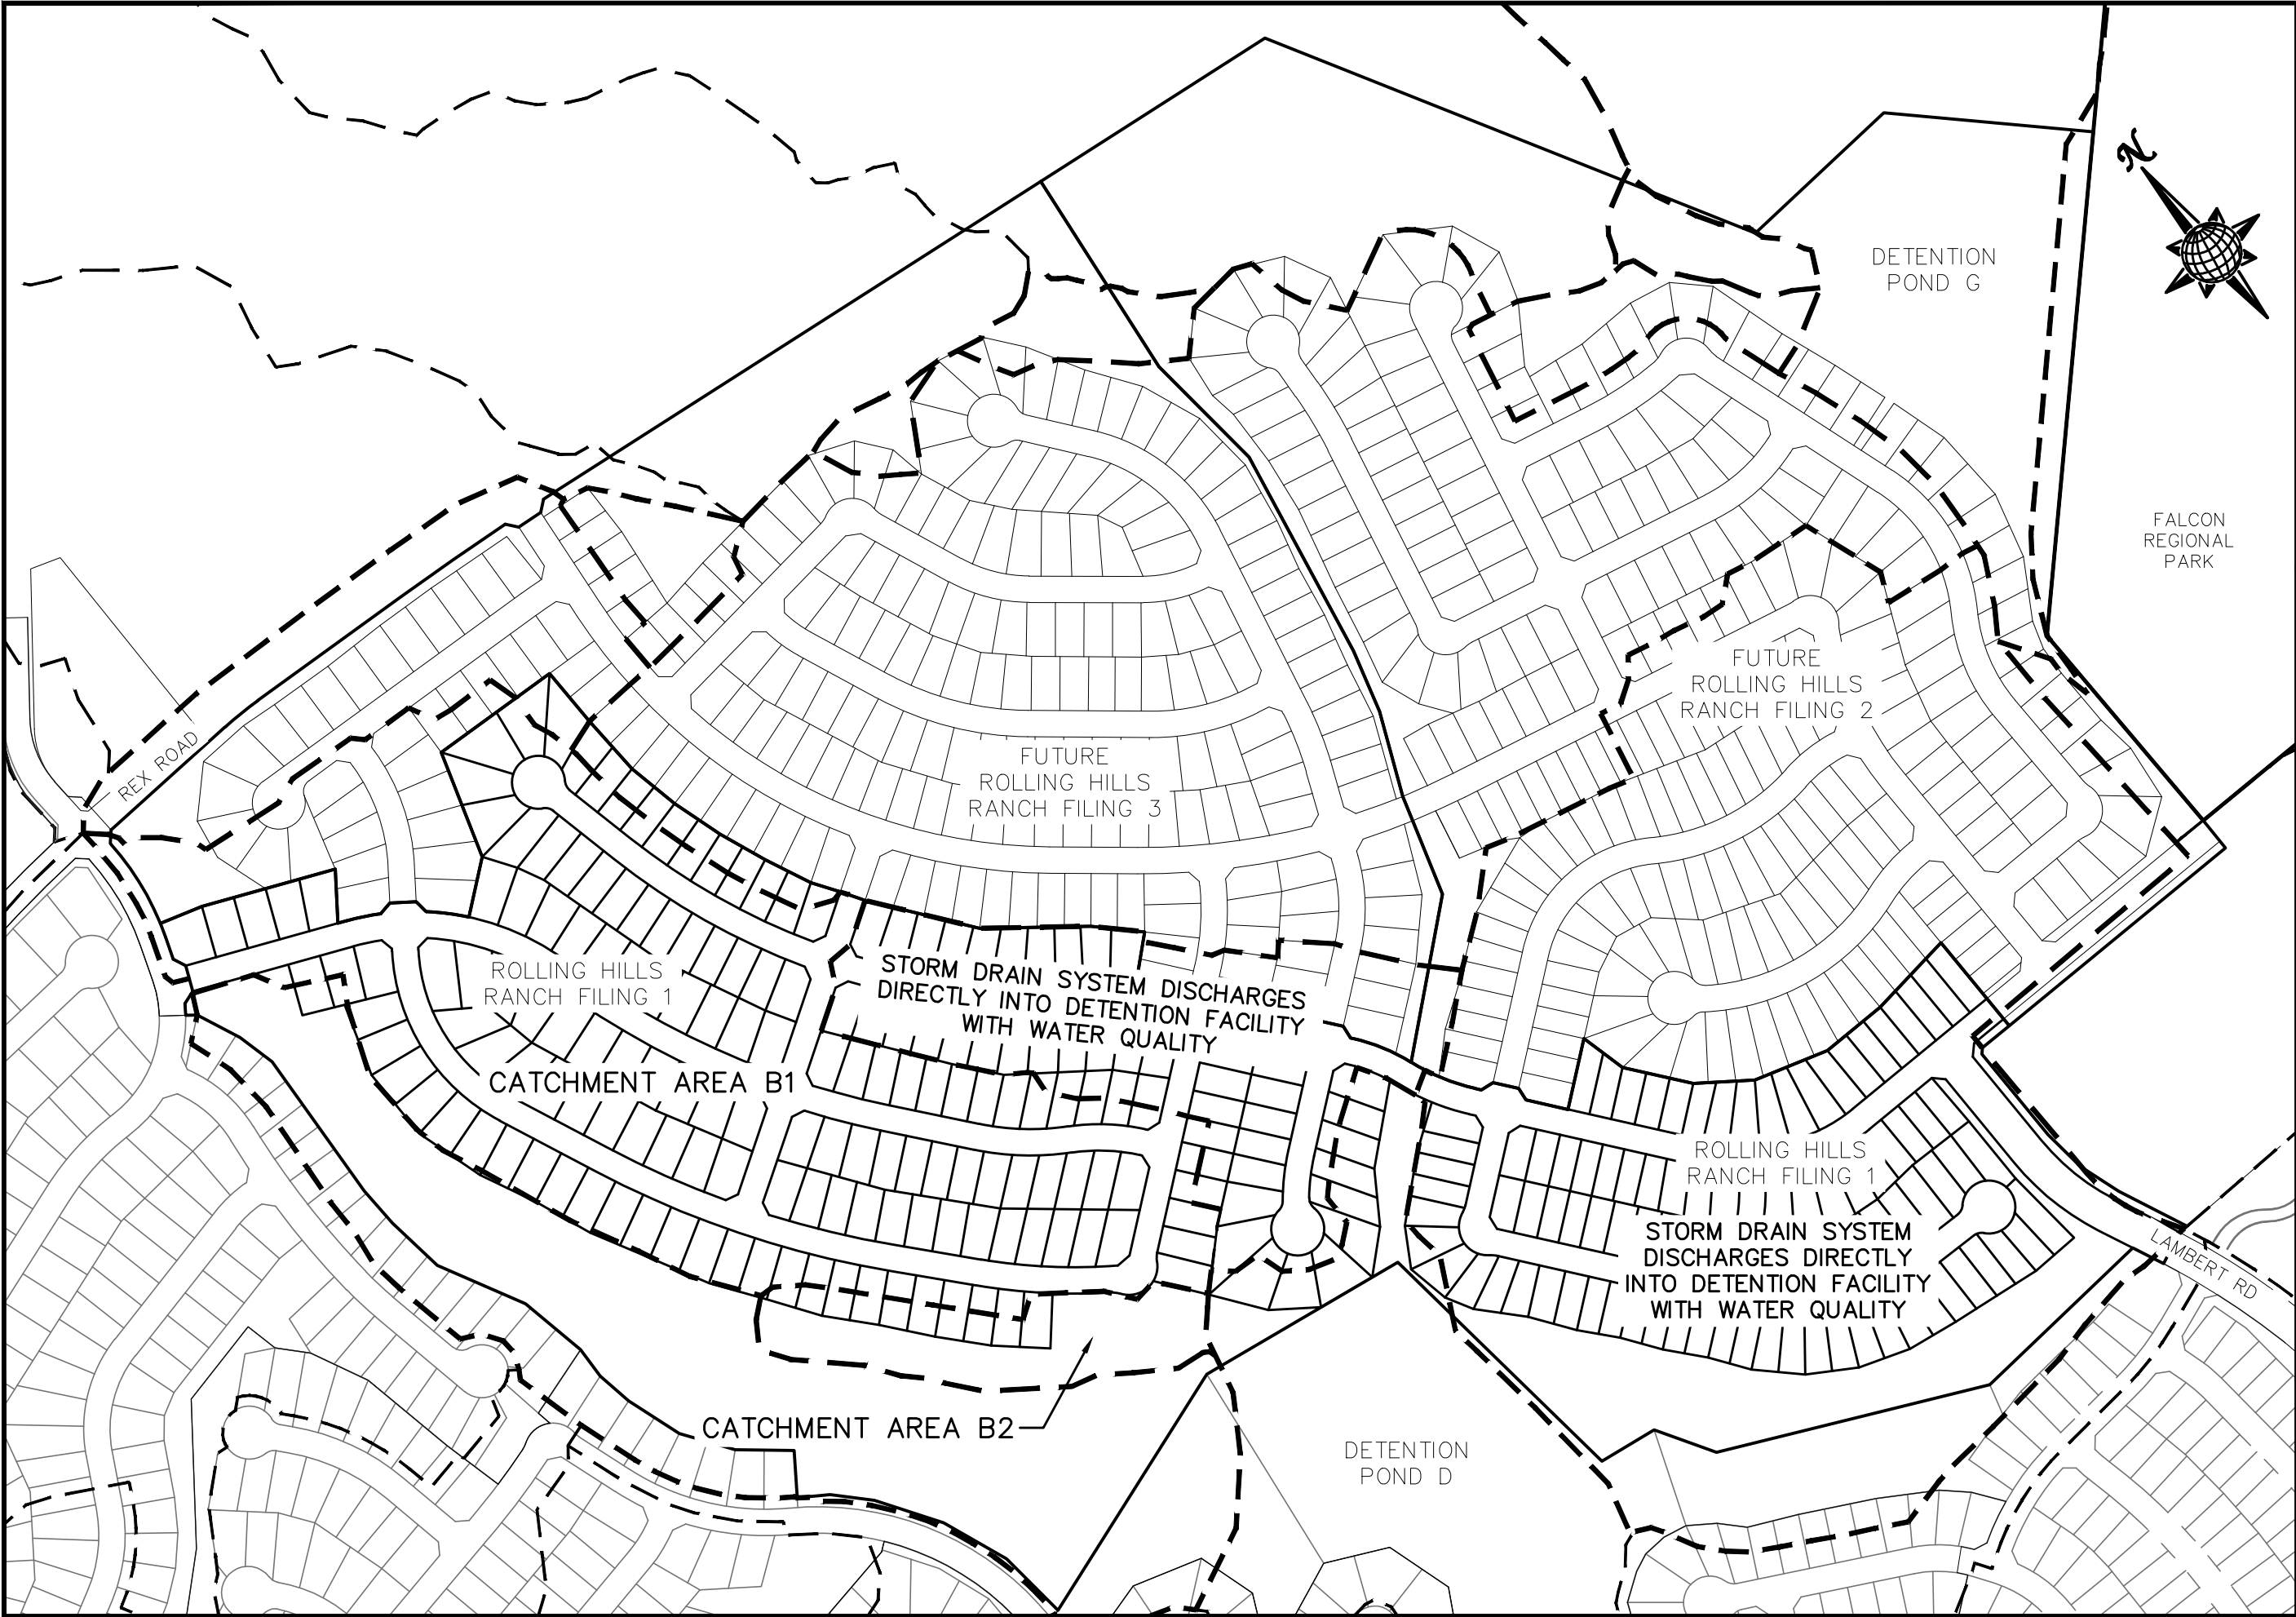 N
DETENTION
POND G
FALCON
REGIONAL
PARK
FUTURE
ROLLING HILLS
RANCH FILING 2
REX ROAD
FUTURE
ROLLING HILLS
RANCH FILING 3
ROLLING HILLS
RANCH FILING 1
STORM DRAIN SYSTEM DISCHARGES
DIRECTLY INTO DETENTION FACILITY
WITH WATER QUALITY
CATCHMENT AREA B1
ROLLING HILLS
RANCH FILING 1
STORM DRAIN SYSTEM
DISCHARGES DIRECTLY
INTO DETENTION FACILITY
WITH WATER QUALITY
LAMBERT RD
CATCHMENT AREA B2
DETENTION
POND D